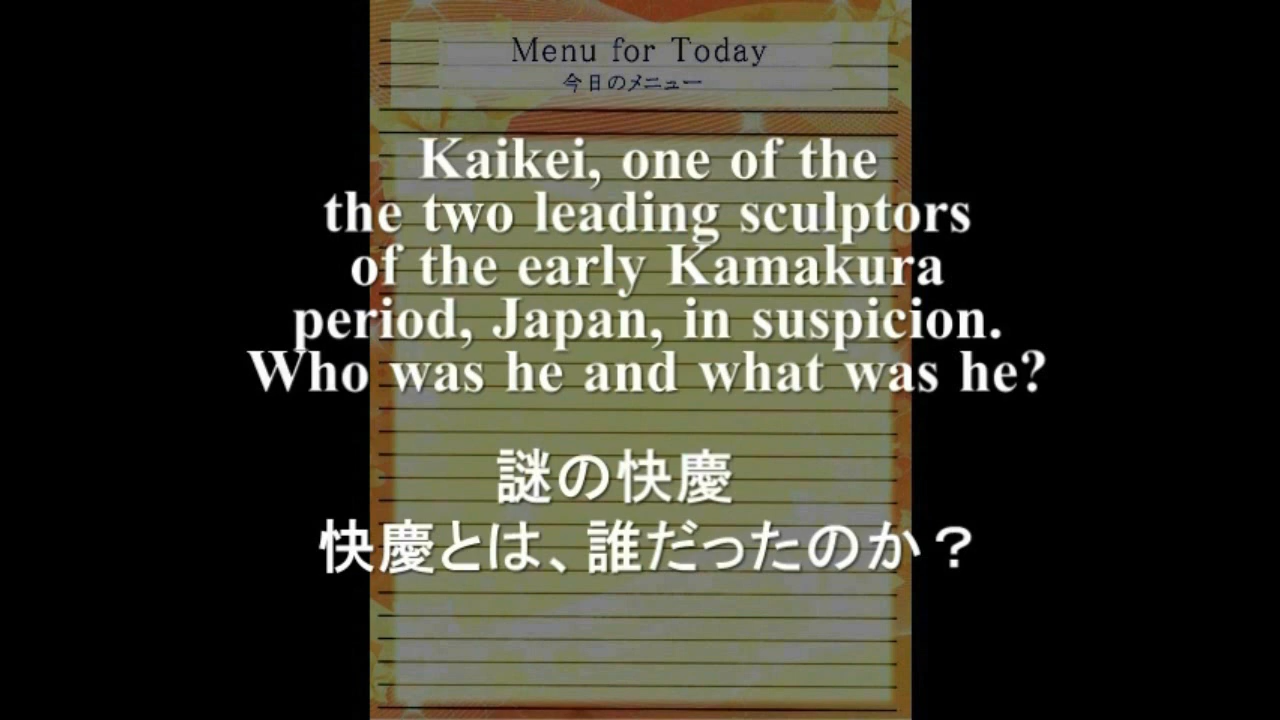 Menu for Today
今日のメニュー
Kaikei, one of the
the two leading sculptors
of the early Kamakura
period, Japan, in suspicion.
Who was he and what was he?
謎の快慶
快慶とは、誰だったのか？